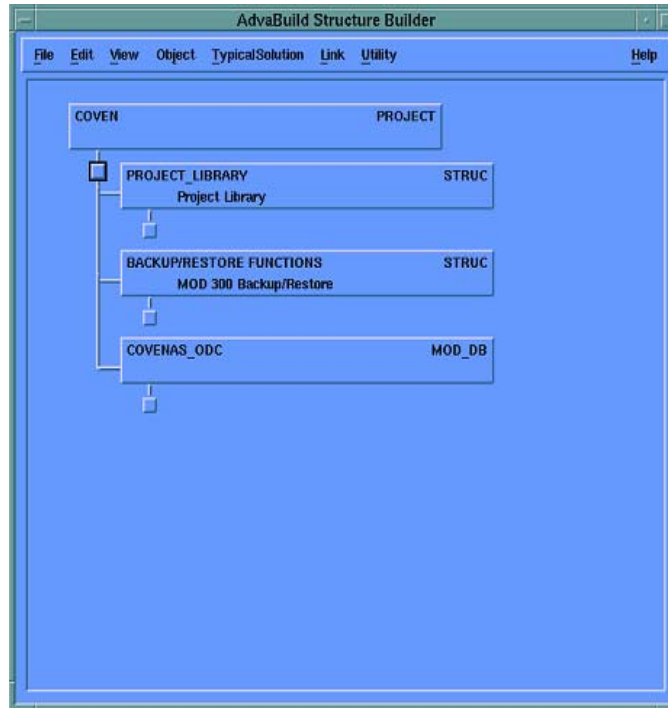 AdvaBuild Structure Builder
File Edit View Object TypicalSolution Link Utility Help
COVEN PROJECT
PROJECT_LIBRARY STRUC
Project Library
BACKUP/RESTORE FUNCTIONS STRUC
MOD 300 Backup/Restore
COVENAS_ODC MOD_DB